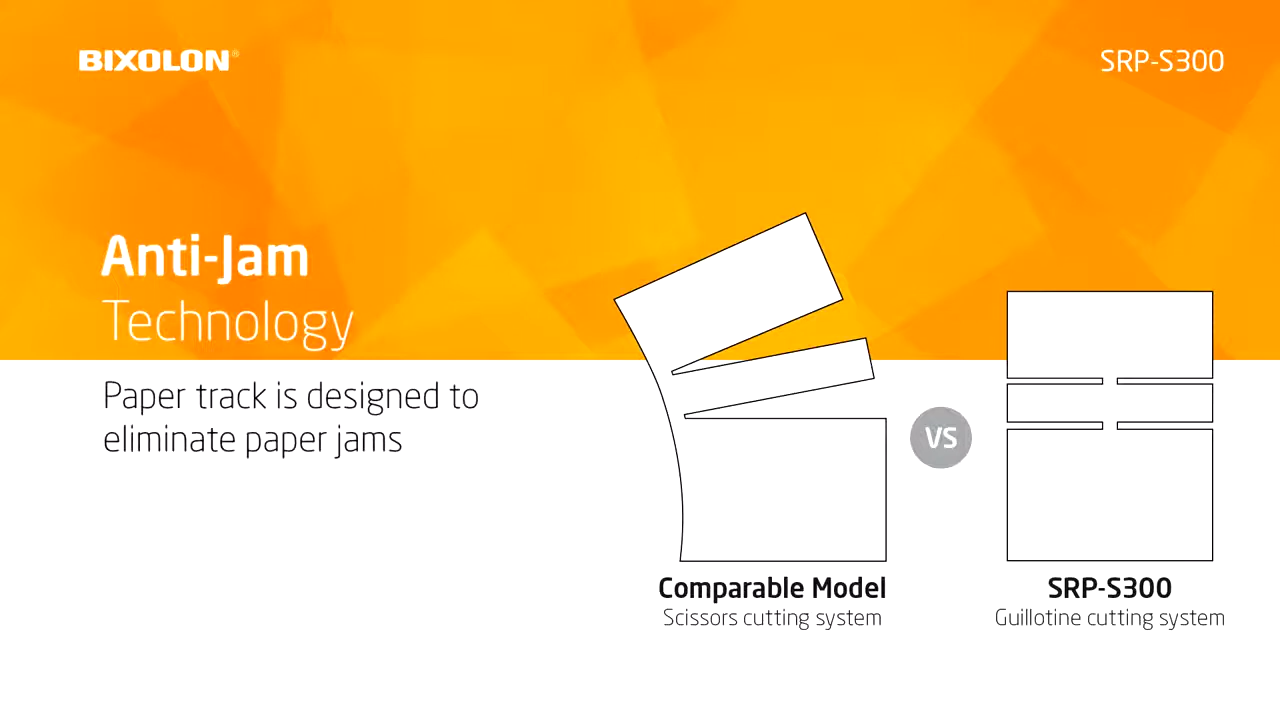 BIXOLON®
SRP-S300
Anti-Jam
Technology
Paper track is designed to
eliminate paper jams
VS
Comparable Model
Scissors cutting system
SRP-S300
Guillotine cutting system